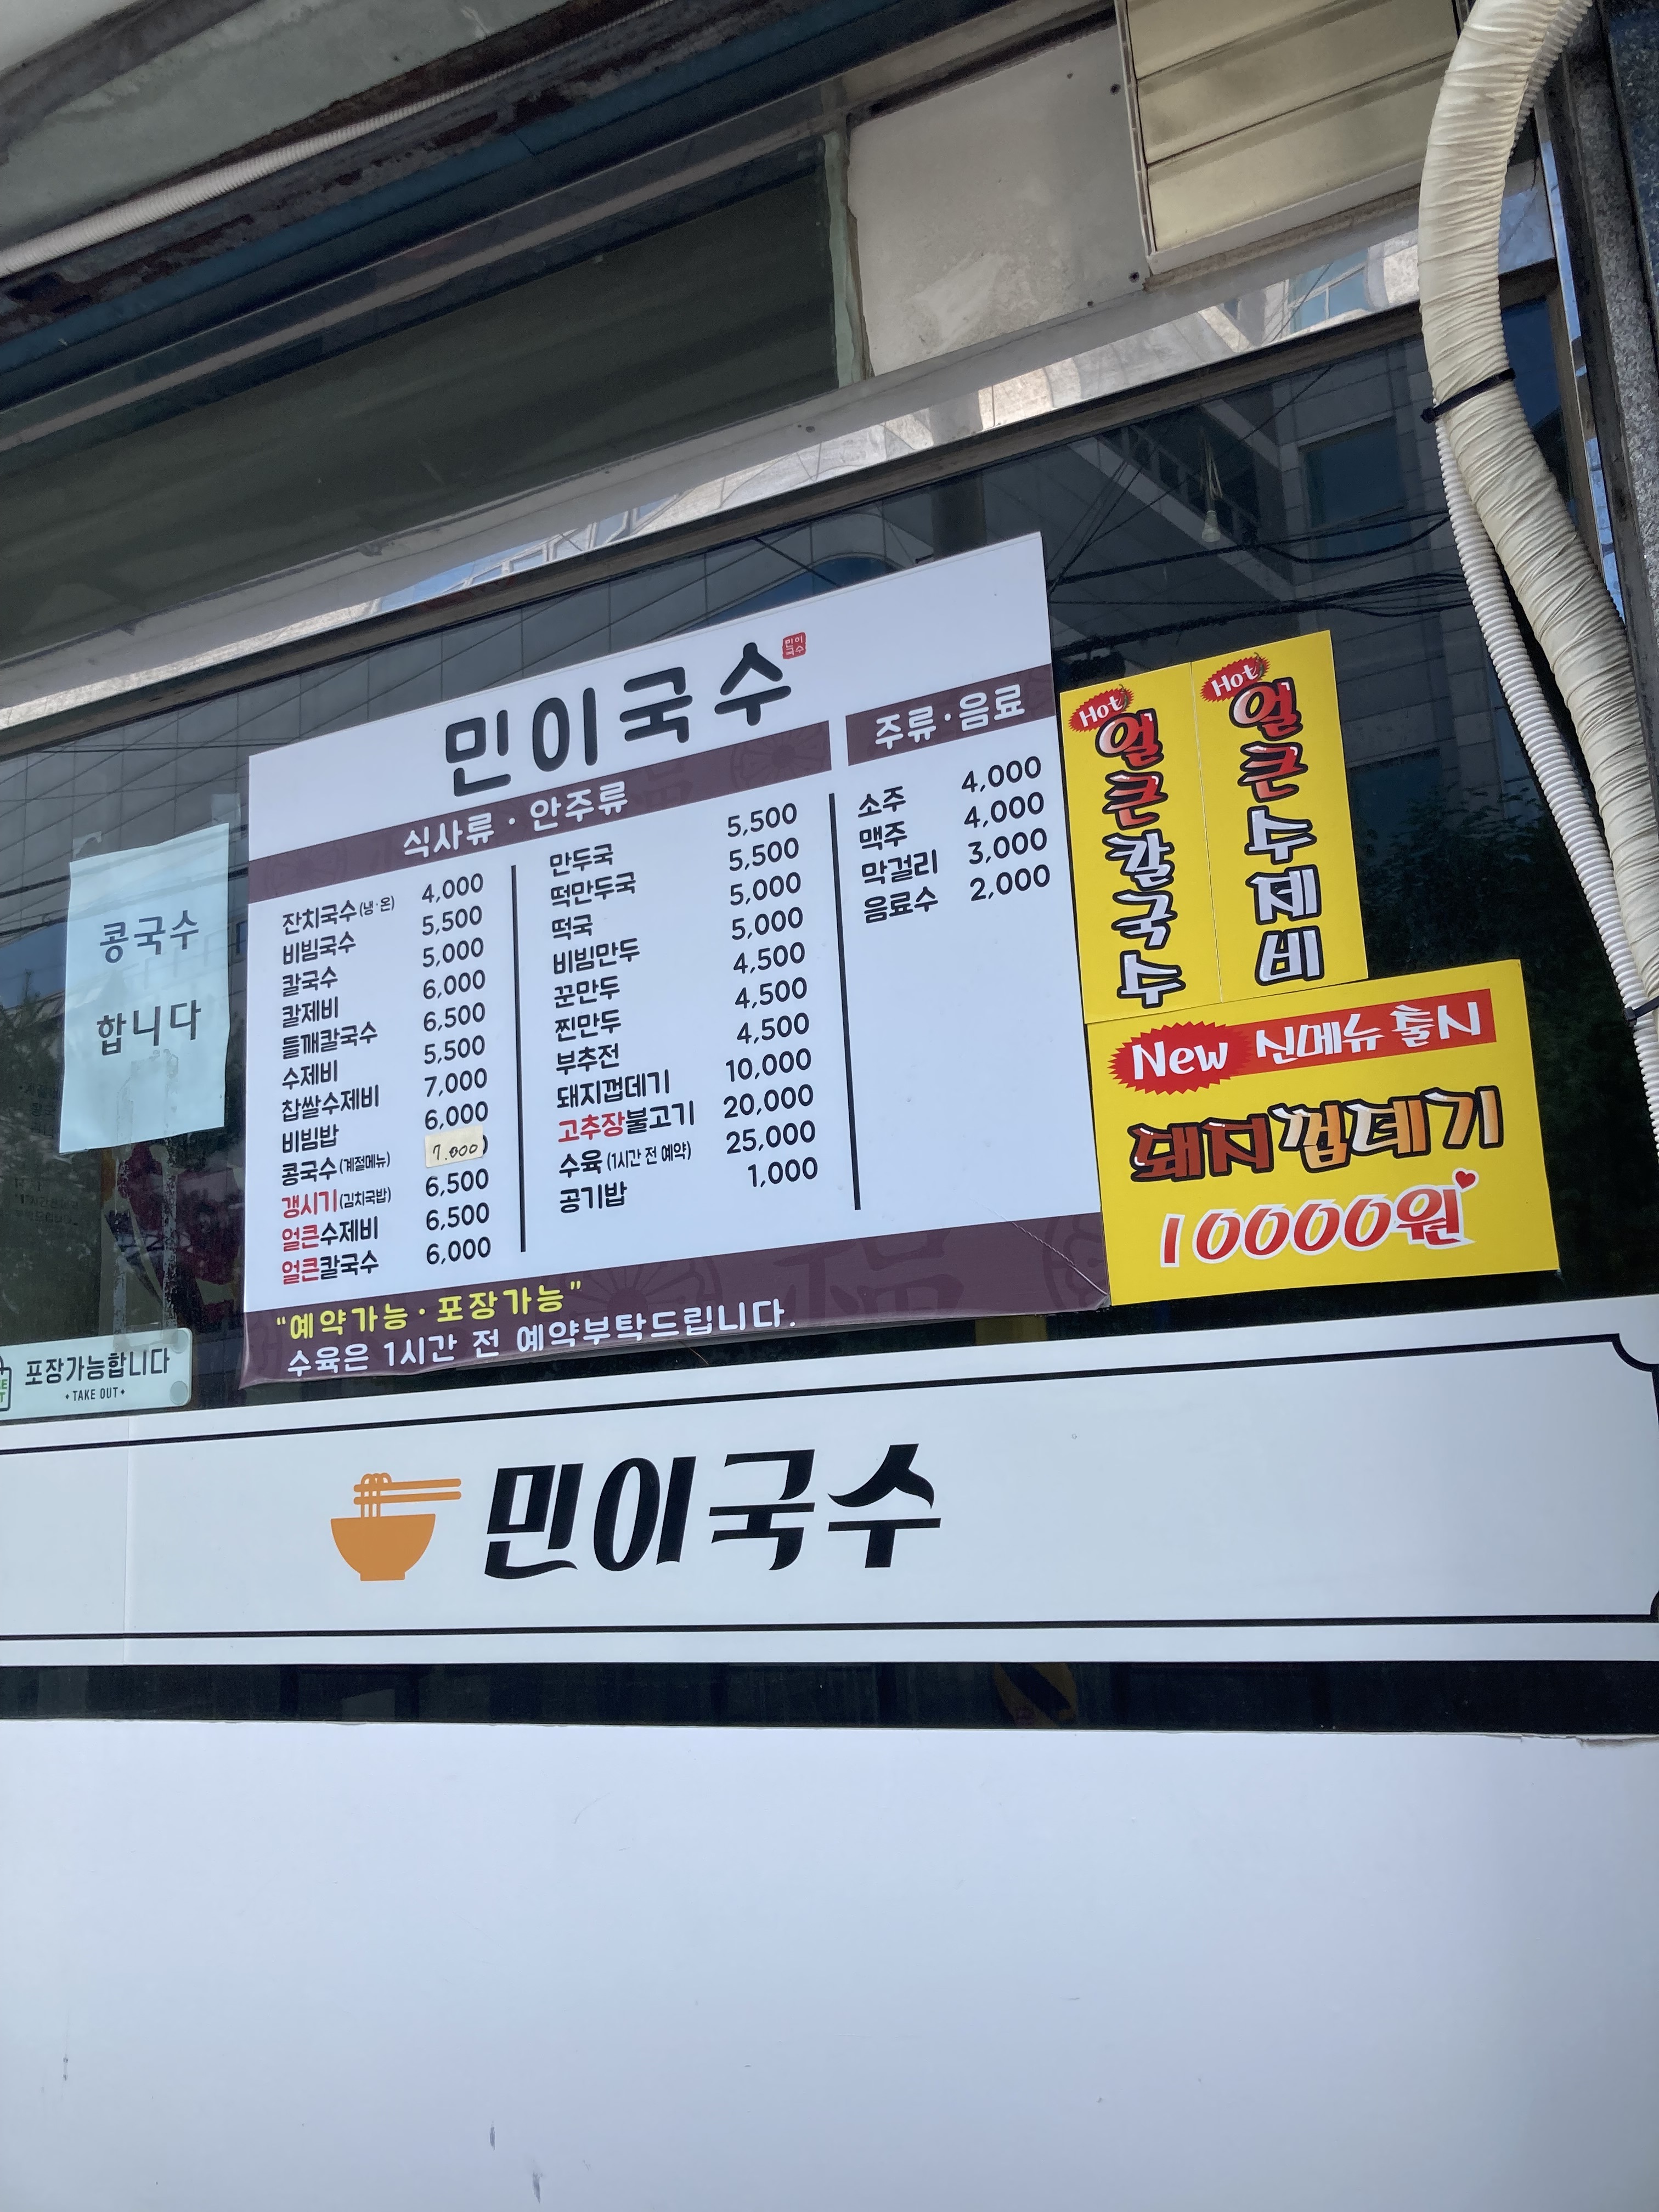 민이국수
민이국수
식사류 · 안주류
잔치국수 (냉·온) 4,000
비빔국수 5,500
칼국수 5,000
칼제비 6,000
들깨칼국수 6,500
수제비 5,500
찹쌀수제비 7,000
비빔밥 6,000
콩국수 (계절메뉴) 7.000
갱시기 (김치국밥) 6,500
얼큰수제비 6,500
얼큰칼국수 6,000
만두국 5,500
떡만두국 5,500
떡국 5,000
비빔만두 5,000
꾼만두 4,500
찐만두 4,500
부추전 4,500
돼지껍데기 10,000
고추장불고기 20,000
수육 (1시간 전 예약) 25,000
공기밥 1,000
주류 · 음료
소주 4,000
맥주 4,000
막걸리 3,000
음료수 2,000
"예약가능 · 포장가능"
수육은 1시간 전 예약부탁드립니다.
콩국수
합니다
Hot 얼큰칼국수
Hot 얼큰수제비
New 신메뉴 출시
돼지껍데기
10000원
포장가능합니다
• TAKE OUT •
민이국수